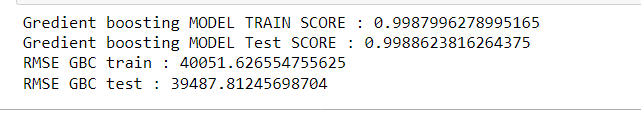 Gredient boosting MODEL TRAIN SCORE : 0.9987996278995165
Gredient boosting MODEL Test SCORE : 0.9988623816264375
RMSE GBC train : 40051.626554755625
RMSE GBC test : 39487.81245698704